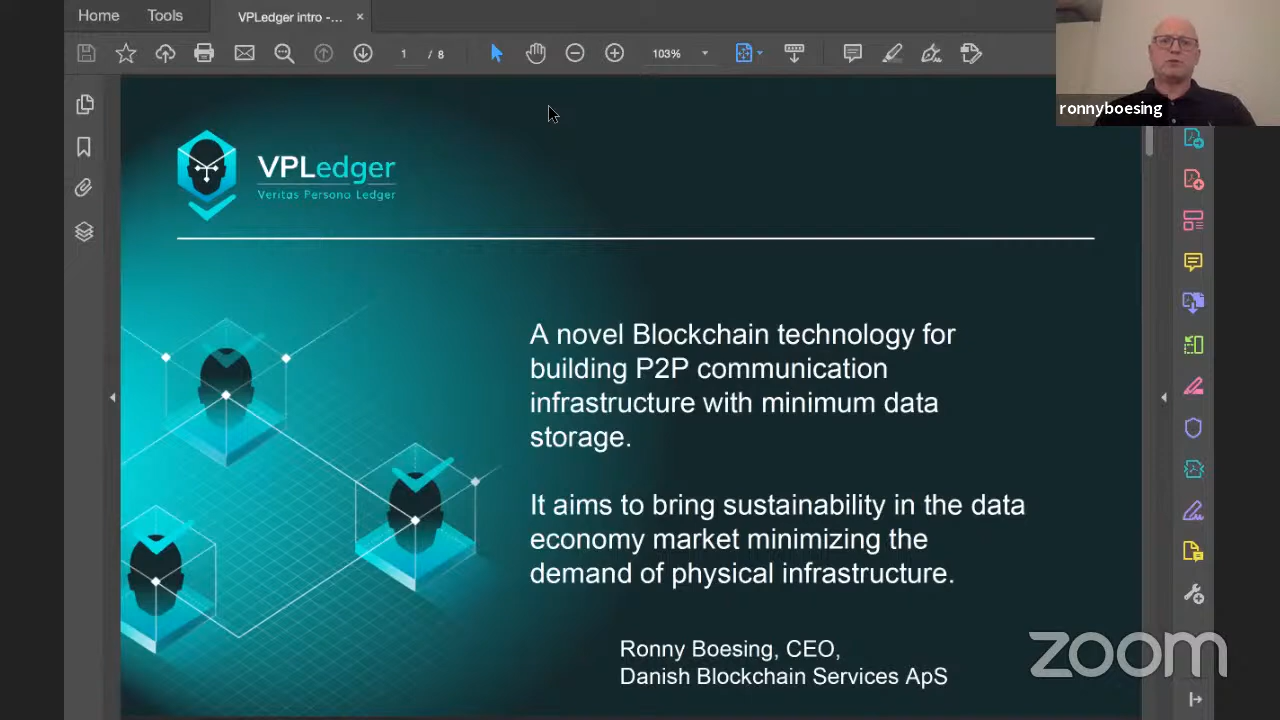 Home
Tools
VPLedger intro -...
×
1 / 8
103%
ronnyboesing
VPLedger
Veritas Persona Ledger
A novel Blockchain technology for
building P2P communication
infrastructure with minimum data
storage.
It aims to bring sustainability in the data
economy market minimizing the
demand of physical infrastructure.
Ronny Boesing, CEO,
Danish Blockchain Services ApS
zoom